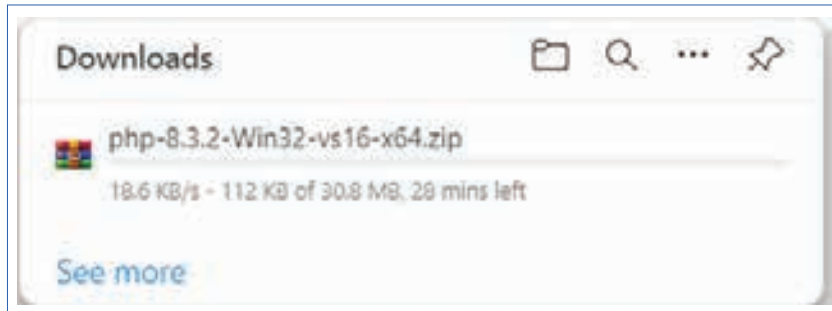 Downloads
php-8.3.2-Win32-vs16-x64.zip
18.6 KB/s - 112 KB of 30.8 MB, 28 mins left
See more